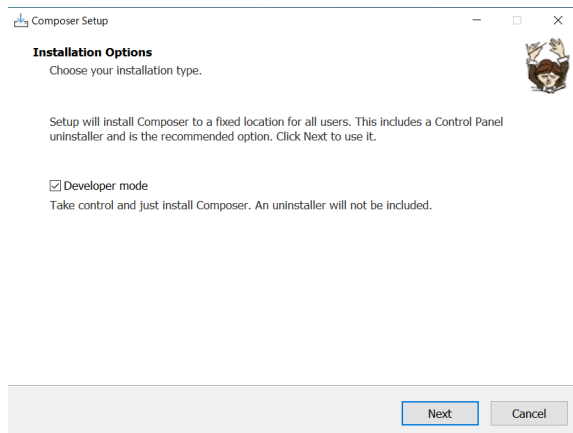 Composer Setup
Installation Options
Choose your installation type.
Setup will install Composer to a fixed location for all users. This includes a Control Panel
uninstaller and is the recommended option. Click Next to use it.
Developer mode
Take control and just install Composer. An uninstaller will not be included.
Next
Cancel